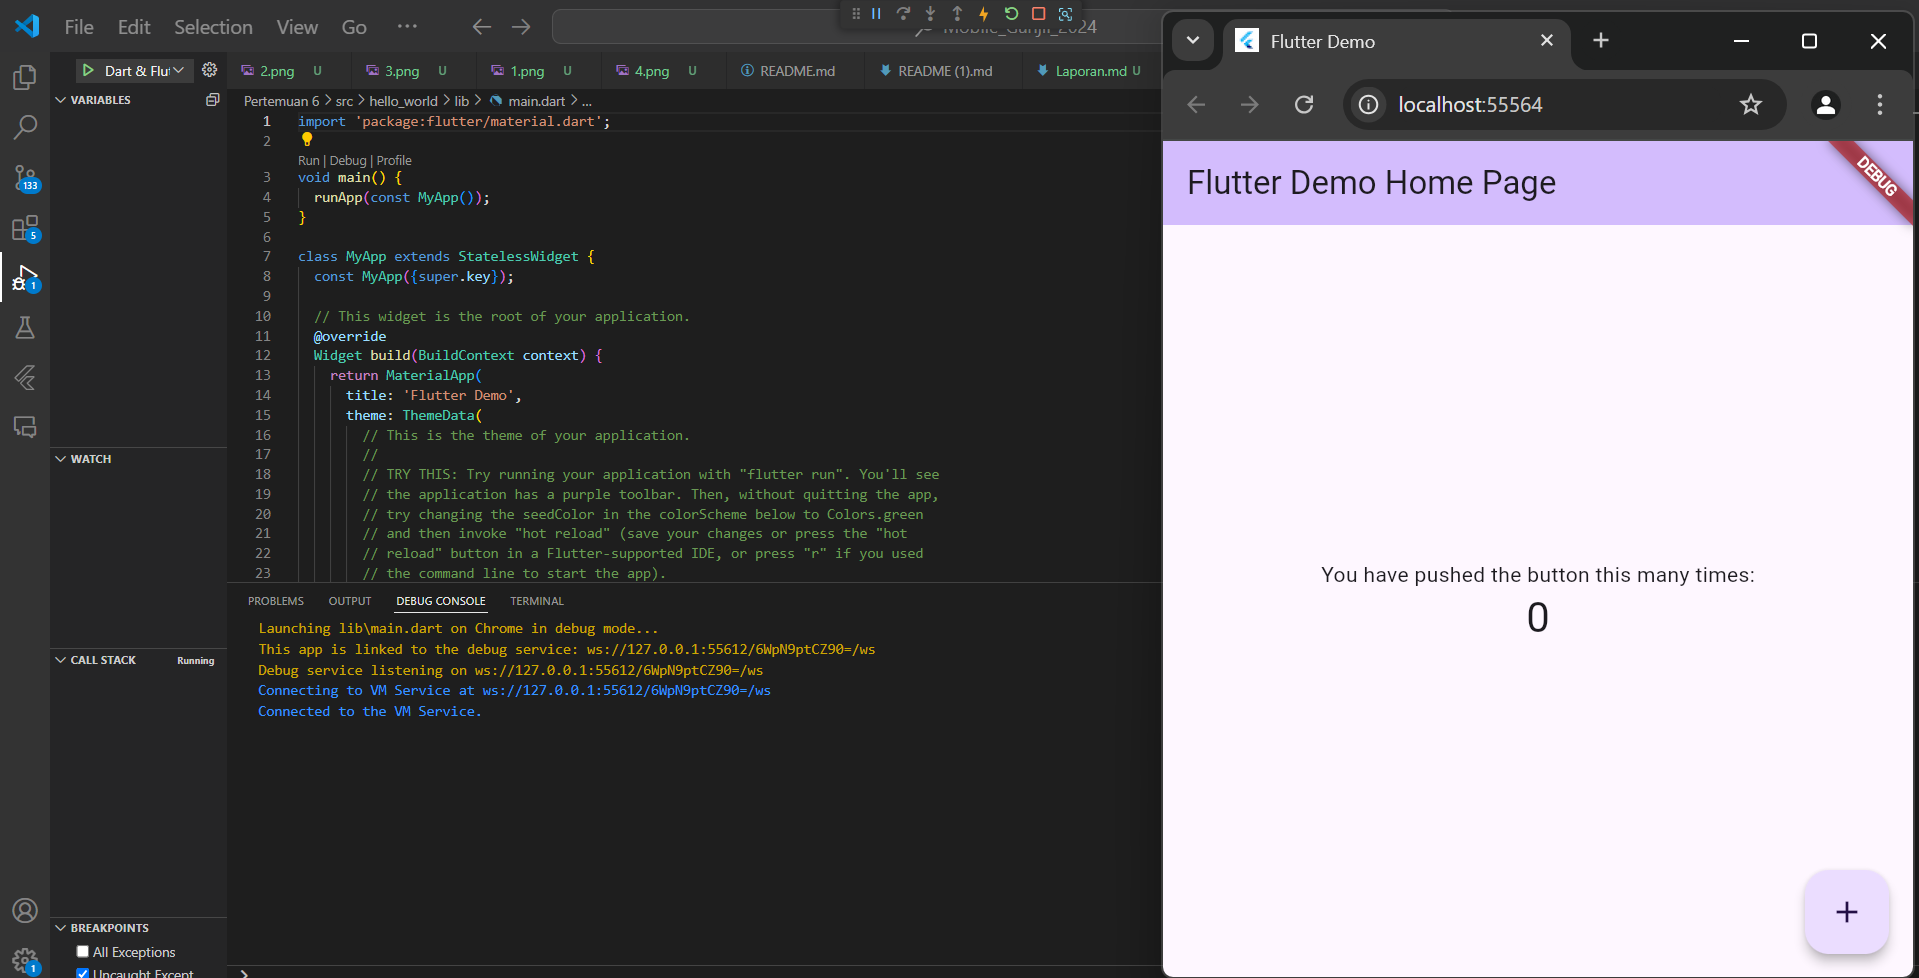 File Edit Selection View Go ···
Mobile_Ganjil_2024
Dart & Flut
2.png U
3.png U
1.png U
4.png U
README.md
README (1).md
Laporan.md U
VARIABLES
Pertemuan 6 > src > hello_world > lib > main.dart > ...
1 import 'package:flutter/material.dart';
2
Run | Debug | Profile
3 void main() {
4 runApp(const MyApp());
5 }
6
7 class MyApp extends StatelessWidget {
8 const MyApp({super.key});
9
10 // This widget is the root of your application.
11 @override
12 Widget build(BuildContext context) {
13 return MaterialApp(
14 title: 'Flutter Demo',
15 theme: ThemeData(
16 // This is the theme of your application.
17 //
18 // TRY THIS: Try running your application with "flutter run". You'll see
19 // the application has a purple toolbar. Then, without quitting the app,
20 // try changing the seedColor in the colorScheme below to Colors.green
21 // and then invoke "hot reload" (save your changes or press the "hot
22 // reload" button in a Flutter-supported IDE, or press "r" if you used
23 // the command line to start the app).
133
5
1
1
WATCH
CALL STACK Running
BREAKPOINTS
All Exceptions
Uncaught Except
PROBLEMS OUTPUT DEBUG CONSOLE TERMINAL
Launching lib\main.dart on Chrome in debug mode...
This app is linked to the debug service: ws://127.0.0.1:55612/6WpN9ptCZ90=/ws
Debug service listening on ws://127.0.0.1:55612/6WpN9ptCZ90=/ws
Connecting to VM Service at ws://127.0.0.1:55612/6WpN9ptCZ90=/ws
Connected to the VM Service.
Flutter Demo
localhost:55564
Flutter Demo Home Page
DEBUG
You have pushed the button this many times:
0